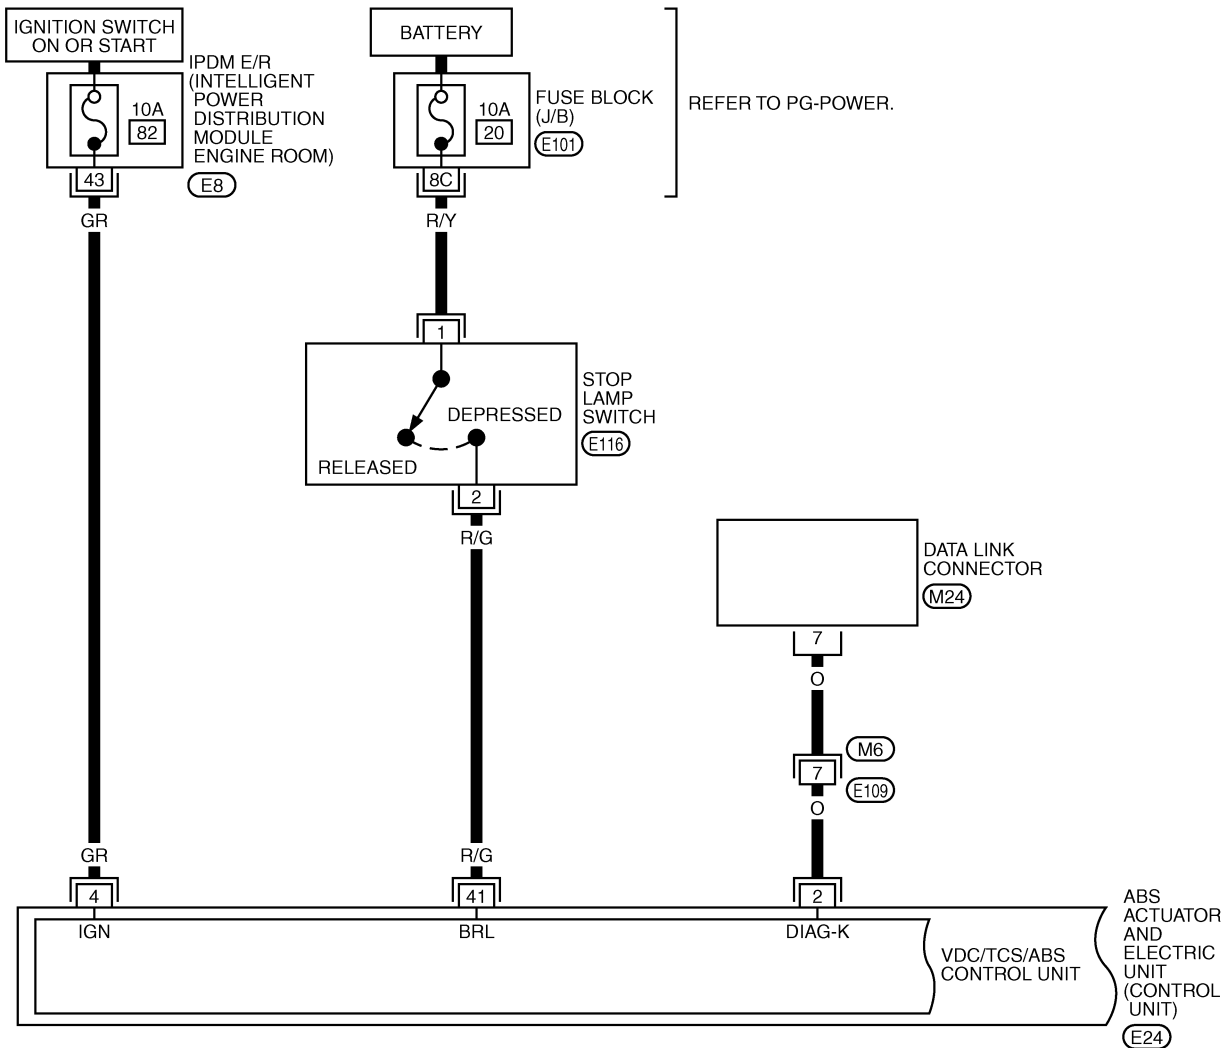 IGNITION SWITCH
ON OR START
BATTERY
IPDM E/R
(INTELLIGENT
POWER
DISTRIBUTION
MODULE
ENGINE ROOM)
E8
10A
82
43
10A
20
8C
FUSE BLOCK
(J/B)
E101
REFER TO PG-POWER.
GR
R/Y
1
DEPRESSED
RELEASED
STOP
LAMP
SWITCH
E116
2
R/G
DATA LINK
CONNECTOR
M24
7
O
M6
7
E109
O
GR
R/G
4
41
2
IGN
BRL
DIAG-K
VDC/TCS/ABS
CONTROL UNIT
ABS
ACTUATOR
AND
ELECTRIC
UNIT
(CONTROL
UNIT)
E24